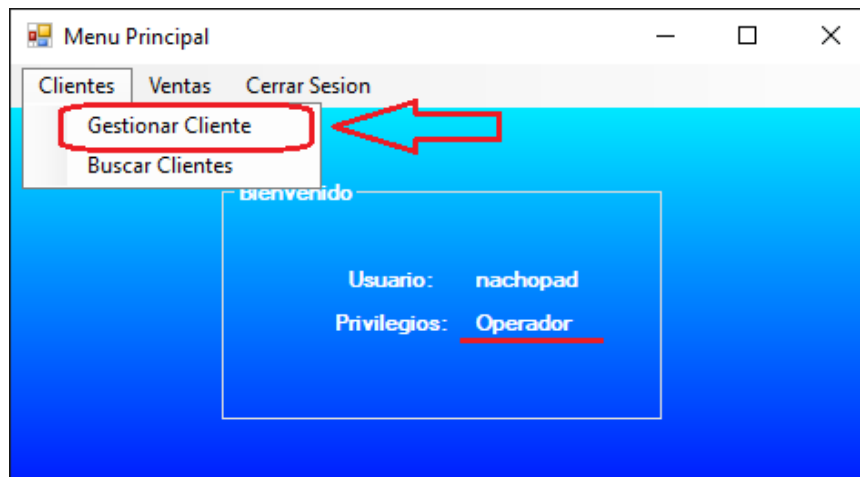 Menu Principal
Clientes Ventas Cerrar Sesion
Gestionar Cliente
Buscar Clientes
Bienvenido
Usuario: nachopad
Privilegios: Operador